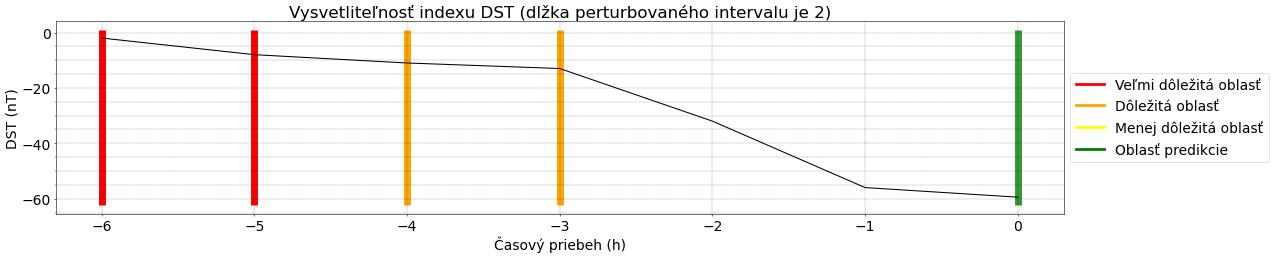 Vysvetliteľnosť indexu DST (dlžka perturbovaného intervalu je 2)
DST (nT)
0
−20
−40
−60
−6 −5 −4 −3 −2 −1 0
Časový priebeh (h)
Veľmi dôležitá oblasť
Dôležitá oblasť
Menej dôležitá oblasť
Oblasť predikcie